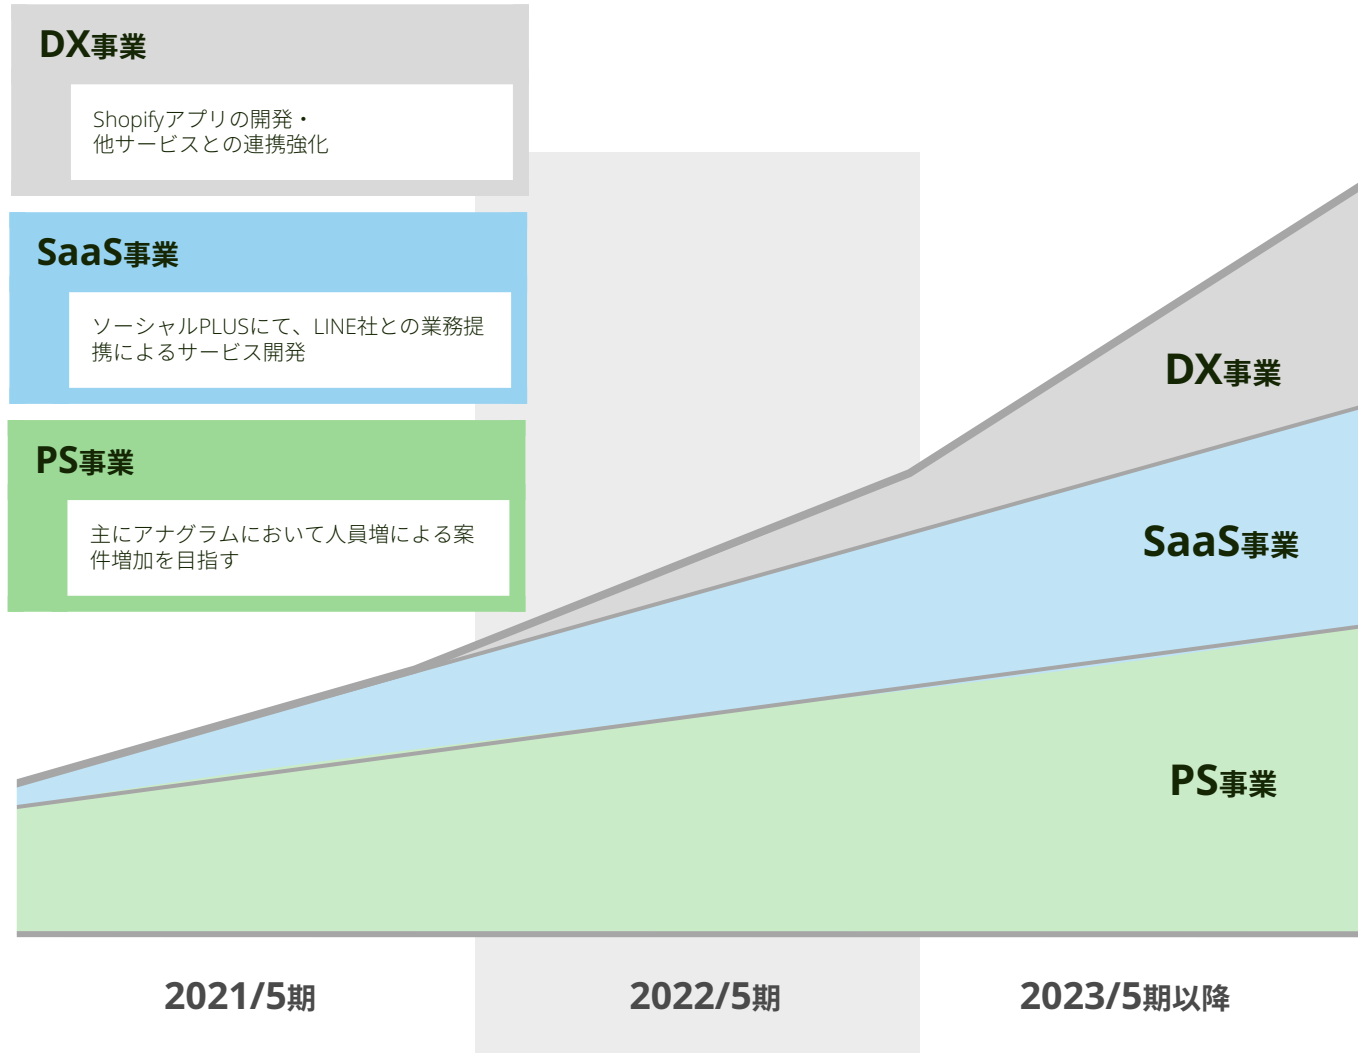 DX事業
Shopifyアプリの開発・
他サービスとの連携強化
SaaS事業
ソーシャルPLUSにて、LINE社との業務提
携によるサービス開発
PS事業
主にアナグラムにおいて人員増による案
件増加を目指す
DX事業
SaaS事業
PS事業
2021/5期
2022/5期
2023/5期以降